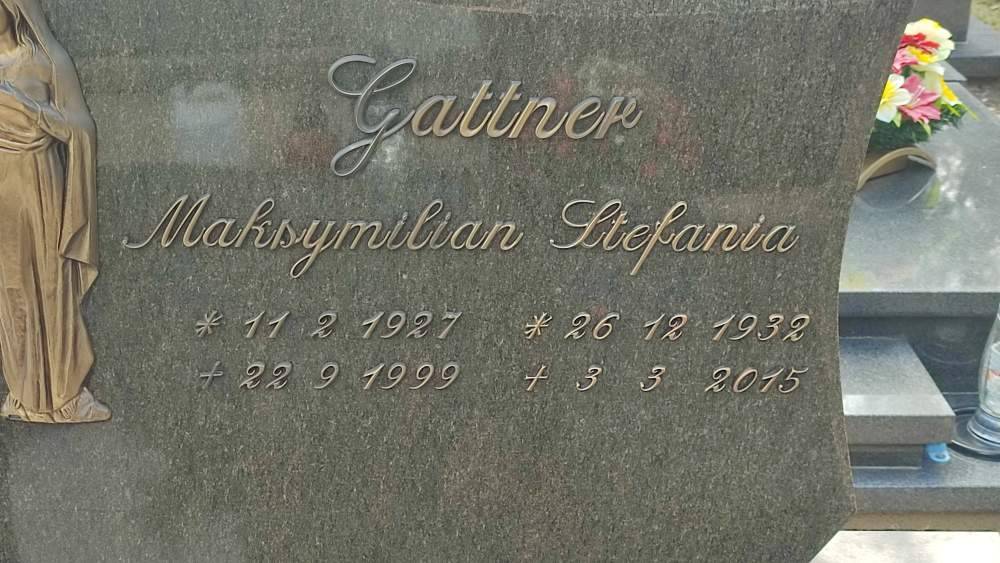 Gattner
Maksymilian Stefania
* 11 2 1927 * 26 12 1932
+ 22 9 1999 + 3 3 2015